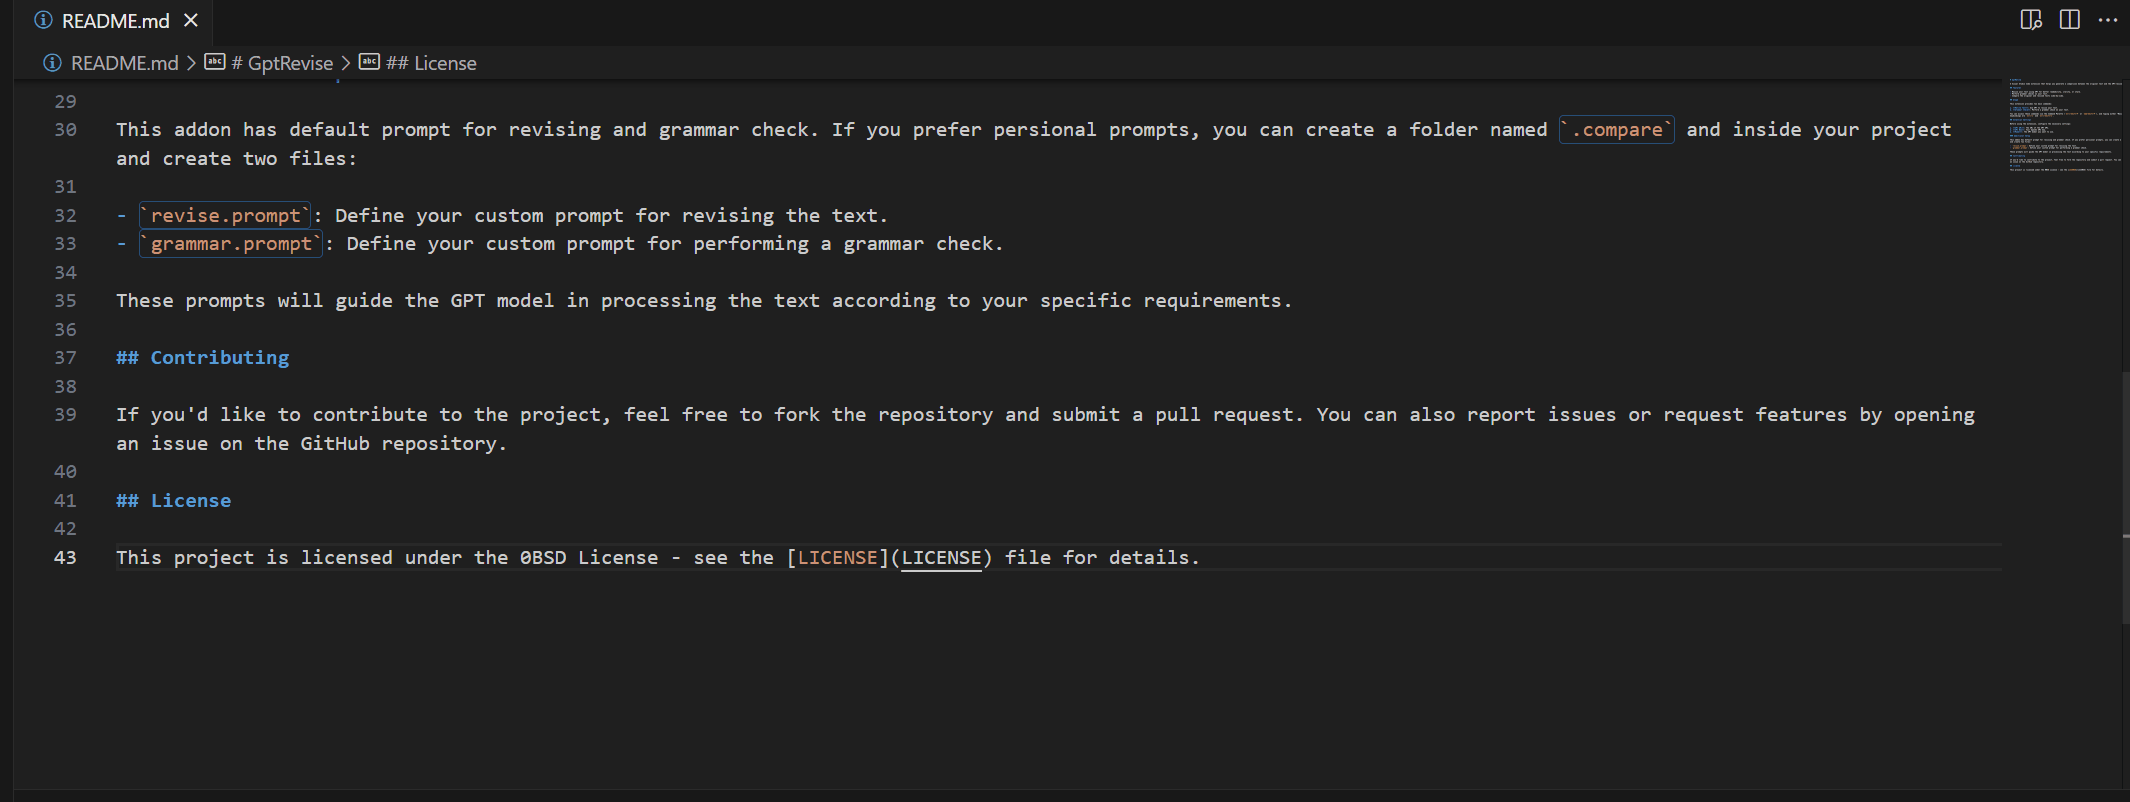 README.md
README.md > # GptRevise > ## License
29
30 This addon has default prompt for revising and grammar check. If you prefer persional prompts, you can create a folder named `.compare` and inside your project
and create two files:
31
32 - `revise.prompt`: Define your custom prompt for revising the text.
33 - `grammar.prompt`: Define your custom prompt for performing a grammar check.
34
35 These prompts will guide the GPT model in processing the text according to your specific requirements.
36
37 ## Contributing
38
39 If you'd like to contribute to the project, feel free to fork the repository and submit a pull request. You can also report issues or request features by opening
an issue on the GitHub repository.
40
41 ## License
42
43 This project is licensed under the 0BSD License - see the [LICENSE](LICENSE) file for details.